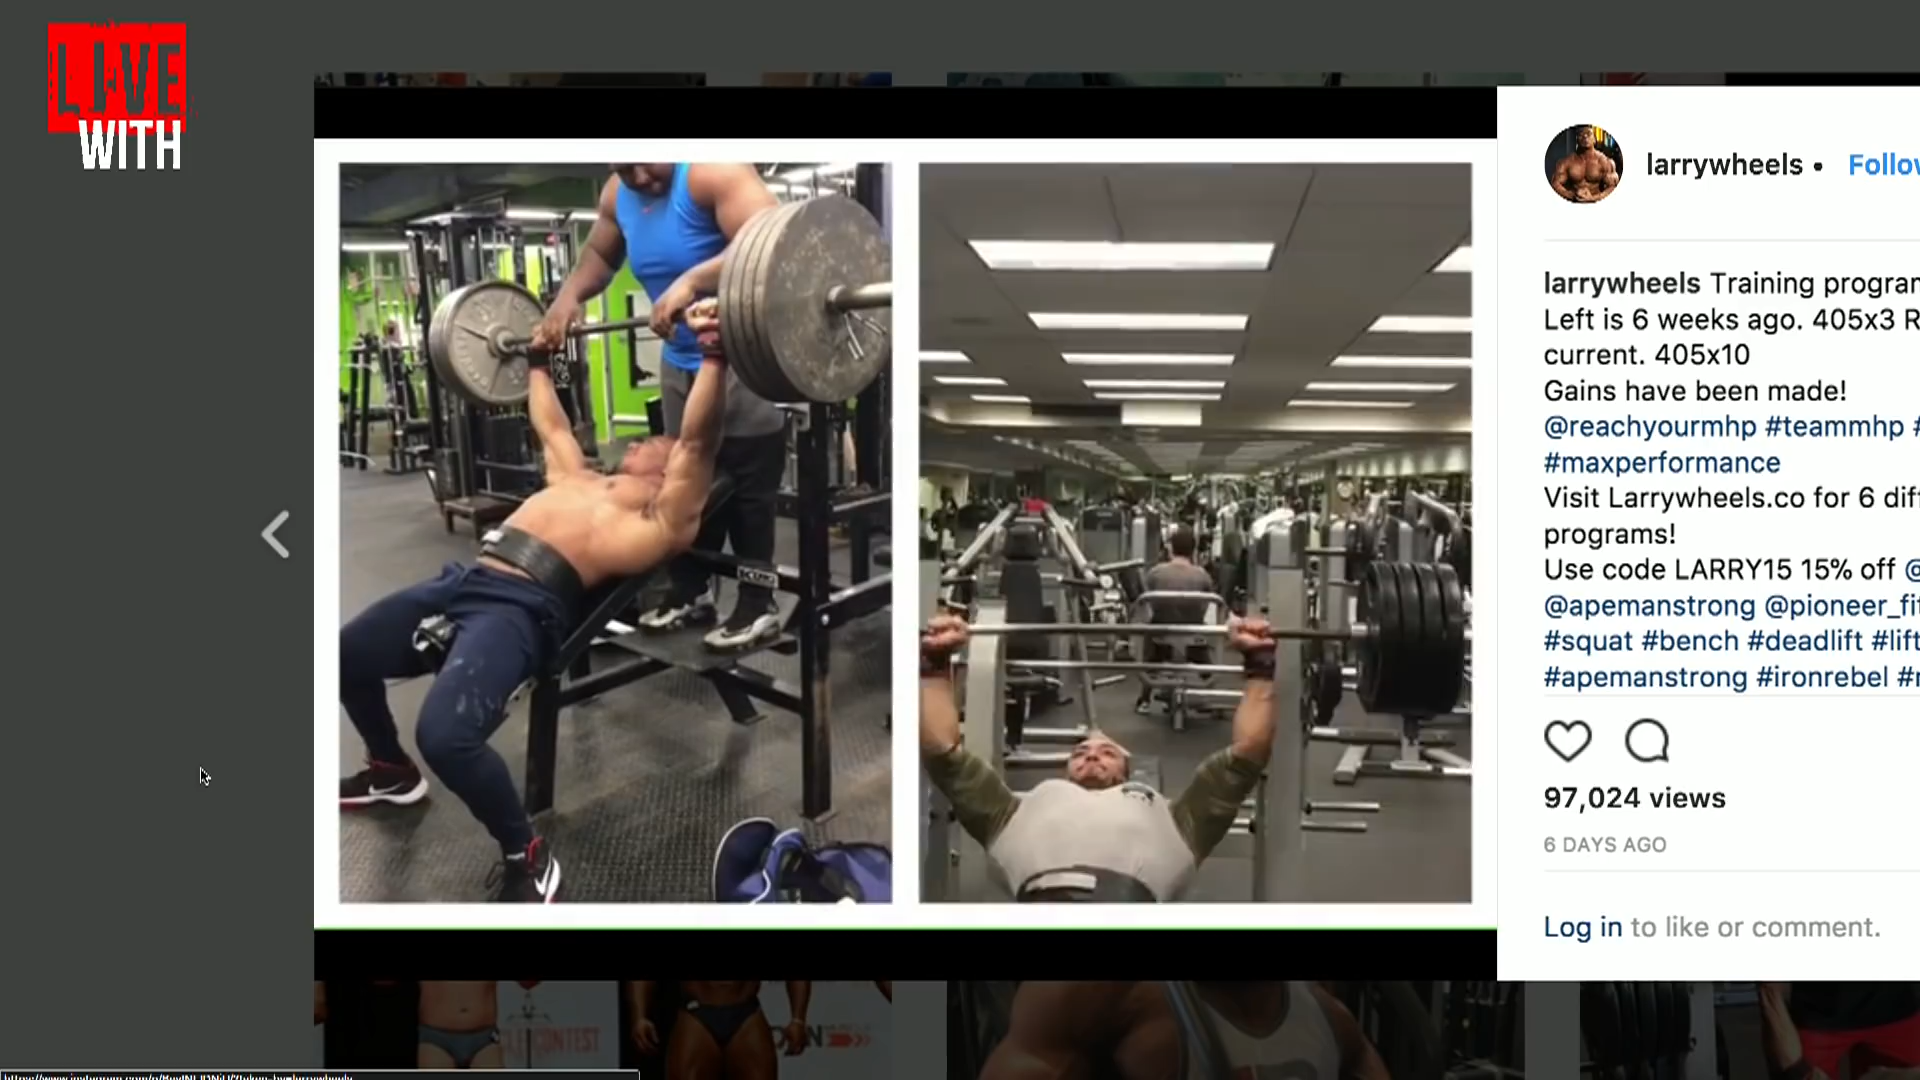 LIVE
WITH
larrywheels •
larrywheels Training
Left is 6 weeks ago. 405x3
current. 405x10
Gains have been made!
@reachyourmhp #teammhp
#maxperformance
Visit Larrywheels.co for 6
programs!
Use code LARRY15 15% off
@apemanstrong
#squat #bench #deadlift
#apemanstrong #ironrebel
97,024 views
6 DAYS AGO
Log in to like or comment.